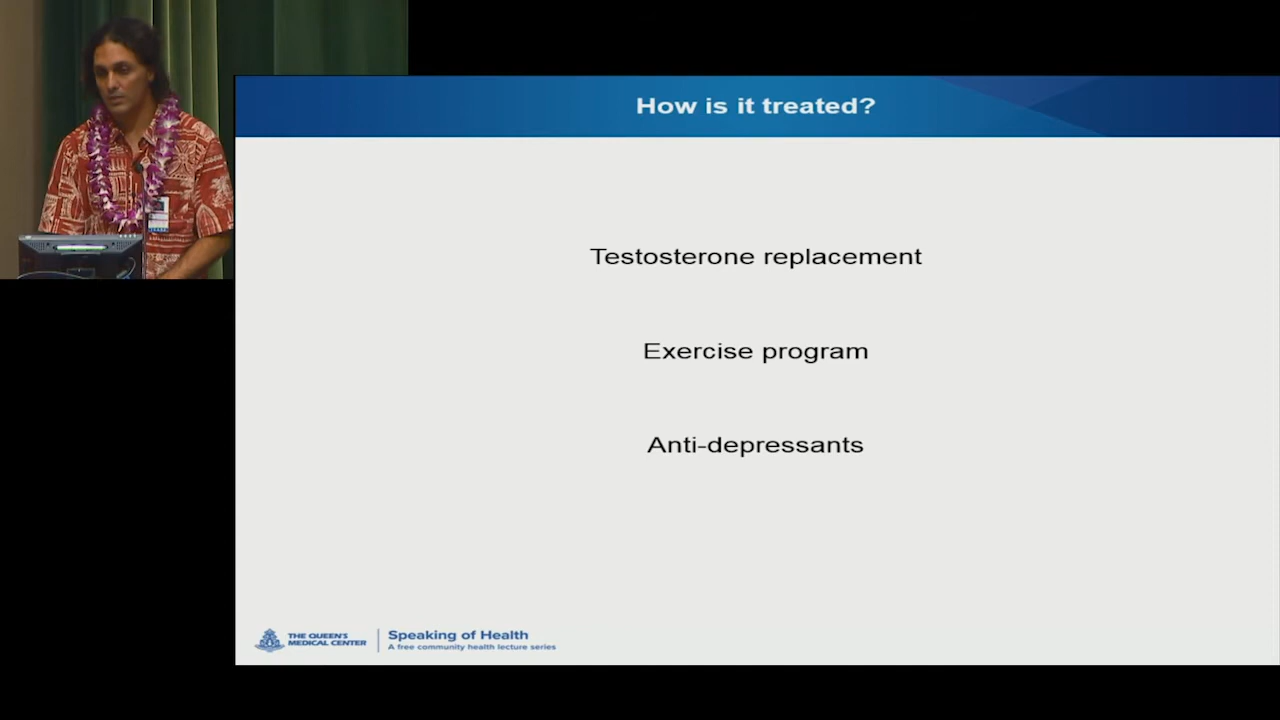 How is it treated?
Testosterone replacement
Exercise program
Anti-depressants
THE QUEEN'S
MEDICAL CENTER
Speaking of Health
A free community health lecture series